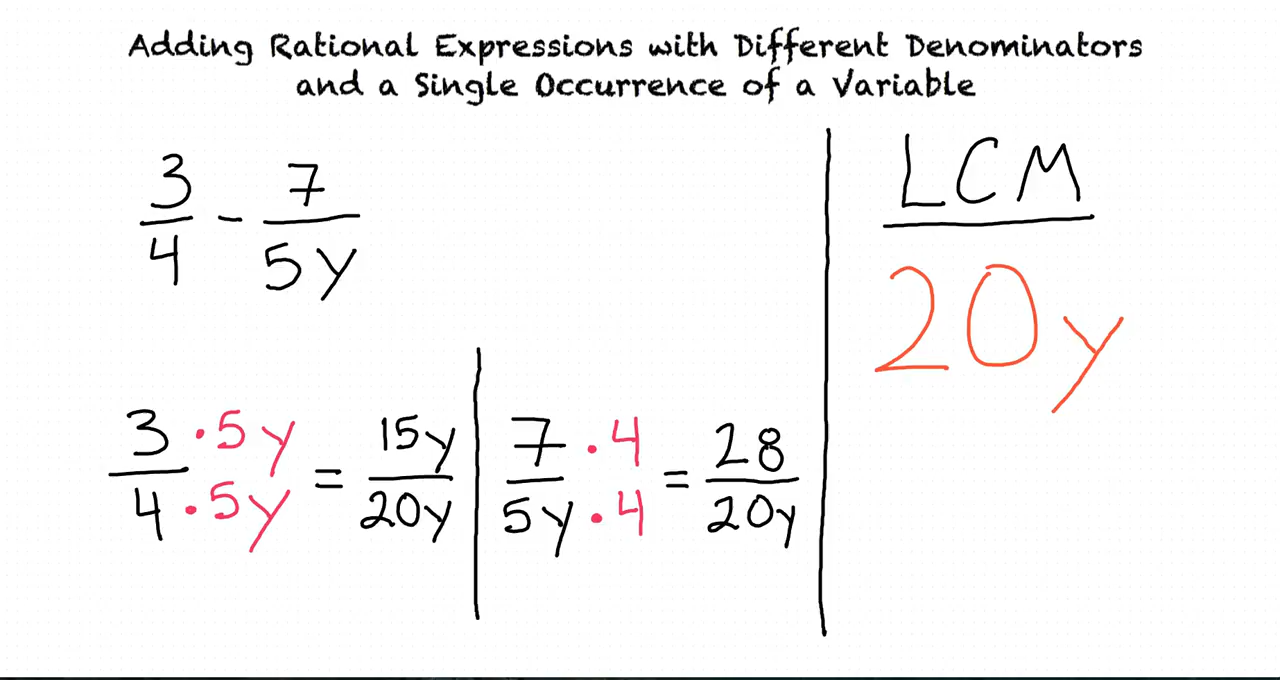 Adding Rational Expressions with Different Denominators
and a Single Occurrence of a Variable
3/4 - 7/5y
3 · 5y / 4 · 5y = 15y/20y
7 · 4 / 5y · 4 = 28/20y
LCM
20y